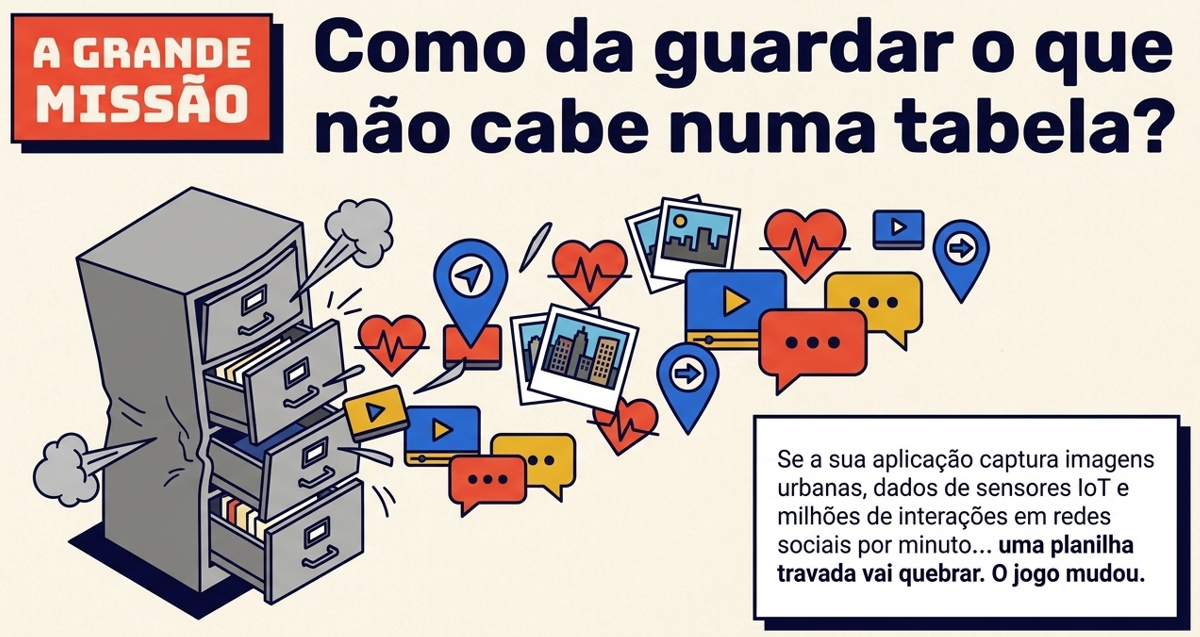 A GRANDE
MISSÃO
Como da guardar o que
não cabe numa tabela?
Se a sua aplicação captura imagens
urbanas, dados de sensores IoT e
milhões de interações em redes
sociais por minuto... uma planilha
travada vai quebrar. O jogo mudou.